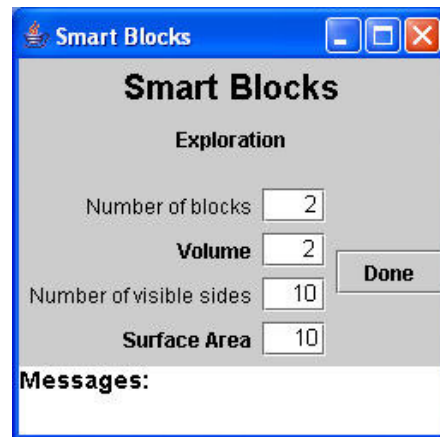 Smart Blocks
Smart Blocks
Exploration
Number of blocks 2
Volume 2
Done
Number of visible sides 10
Surface Area 10
Messages: